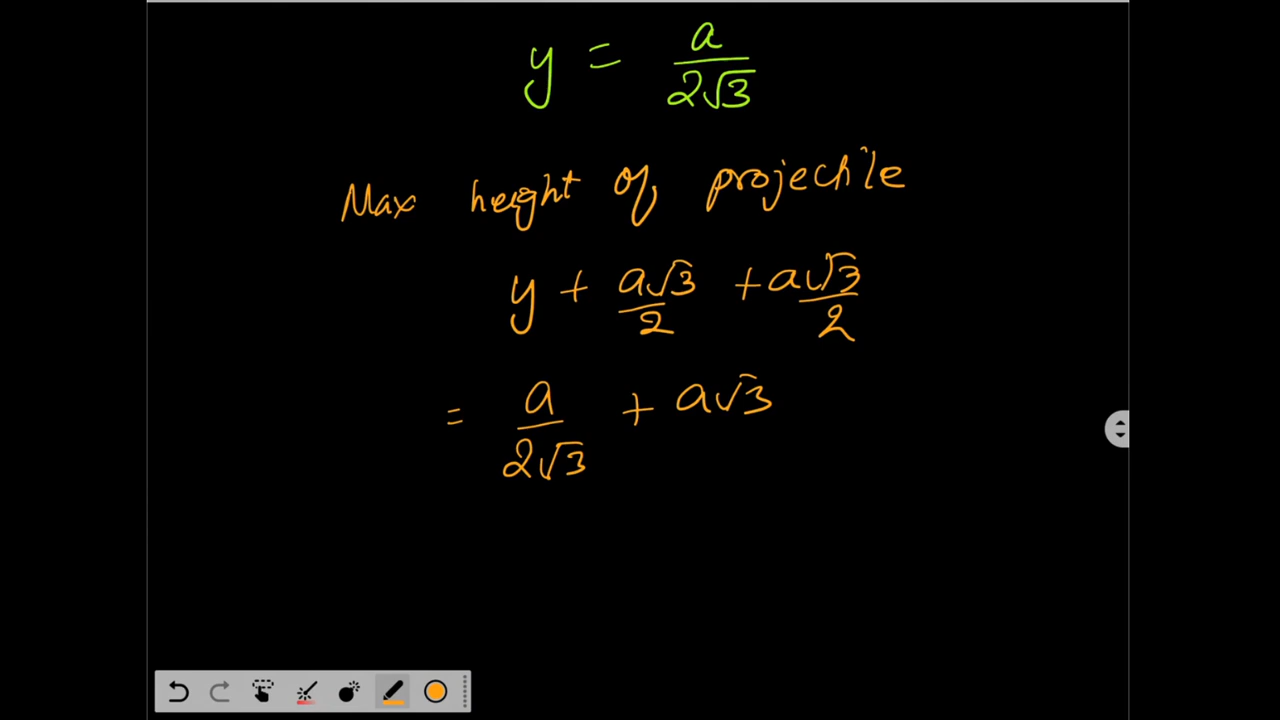 y = a/2√3
Max height of projectile
y + a√3/2 + a√3/2
= a/2√3 + a√3